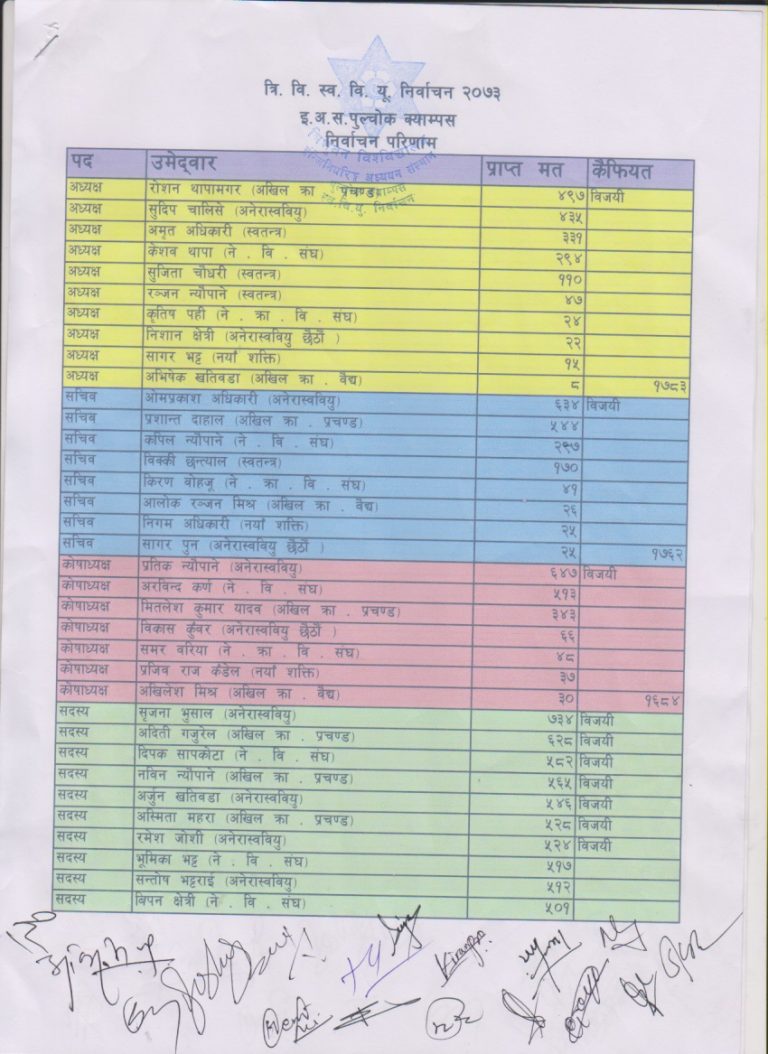 त्रि. वि. स्व. वि. यू. निर्वाचन २०७३
इ.अ.स.पुल्चोक क्याम्पस
निर्वाचन परिणाम
पद उमेद्वार प्राप्त मत कैफियत
अध्यक्ष रोशन थापामगर (अखिल क्रा . प्रचण्ड) ४९७ विजयी
अध्यक्ष सुदिप चालिसे (अनेरास्ववियु) ४३५
अध्यक्ष अमृत अधिकारी (स्वतन्त्र) ३३१
अध्यक्ष केशव थापा (ने . वि . संघ) २९४
अध्यक्ष सुजिता चौधरी (स्वतन्त्र) ११०
अध्यक्ष रञ्जन न्यौपाने (स्वतन्त्र) ४७
अध्यक्ष कृतिष पही (ने . क्रा . वि . संघ) २४
अध्यक्ष निशान क्षेत्री (अनेरास्ववियु छैठौं ) २२
अध्यक्ष सागर भट्ट (नयाँ शक्ति) १५
अध्यक्ष अभिषेक खतिवडा (अखिल क्रा . वैद्य) ८ १७८३
सचिव ओमप्रकाश अधिकारी (अनेरास्ववियु) ६३४ विजयी
सचिव प्रशान्त दाहाल (अखिल क्रा . प्रचण्ड) ५४४
सचिव कपिल न्यौपाने (ने . वि . संघ) २९७
सचिव विक्की छन्त्याल (स्वतन्त्र) १७०
सचिव किरण वोहजू (ने . क्रा . वि . संघ) ४१
सचिव आलोक रञ्जन मिश्र (अखिल क्रा . वैद्य) २६
सचिव निगम अधिकारी (नयाँ शक्ति) २५
सचिव सागर पुन (अनेरास्ववियु छैठौं ) २५ १७६२
कोषाध्यक्ष प्रतिक न्यौपाने (अनेरास्ववियु) ६४७ विजयी
कोषाध्यक्ष अरविन्द कर्ण (ने . वि . संघ) ५१३
कोषाध्यक्ष मितलेश कुमार यादव (अखिल क्रा . प्रचण्ड) ३४३
कोषाध्यक्ष विकास कुँवर (अनेरास्ववियु छैठौं ) ६६
कोषाध्यक्ष समर वरिया (ने . क्रा . वि . संघ) ४८
कोषाध्यक्ष प्रजिव राज कँडेल (नयाँ शक्ति) ३७
कोषाध्यक्ष अखिलेश मिश्र (अखिल क्रा . वैद्य) ३० १६८४
सदस्य सृजना भुसाल (अनेरास्ववियु) ७३४ विजयी
सदस्य अदिती गजुरेल (अखिल क्रा . प्रचण्ड) ६२८ विजयी
सदस्य दिपक सापकोटा (ने . वि . संघ) ५८२ विजयी
सदस्य नविन न्यौपाने (अखिल क्रा . प्रचण्ड) ५६५ विजयी
सदस्य अर्जुन खतिवडा (अनेरास्ववियु) ५४६ विजयी
सदस्य अस्मिता महरा (अखिल क्रा . प्रचण्ड) ५२८ विजयी
सदस्य रमेश जोशी (अनेरास्ववियु) ५२४ विजयी
सदस्य भूमिका भट्ट (ने . वि . संघ) ५१७
सदस्य सन्तोष भट्टराई (अनेरास्ववियु) ५१२
सदस्य बिपन क्षेत्री (ने . वि . संघ) ५०१